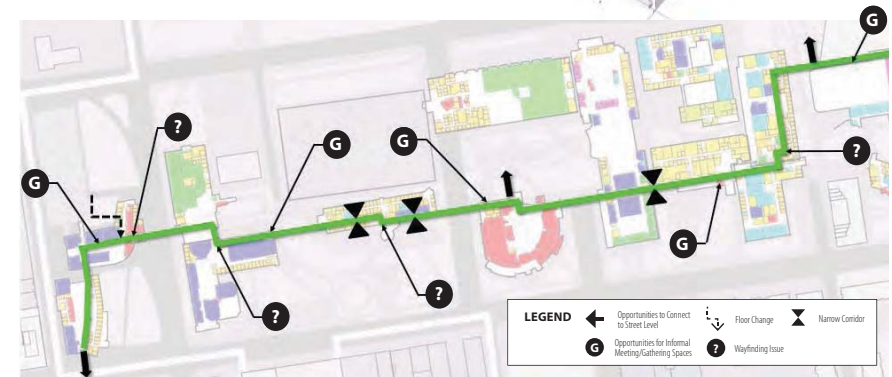 G
?
G
G
G
?
G
?
?
G
?
LEGEND
Opportunities to Connect
to Street Level
Floor Change
Narrow Corridor
G
Opportunities for Informal
Meeting/Gathering Spaces
?
Wayfinding Issue